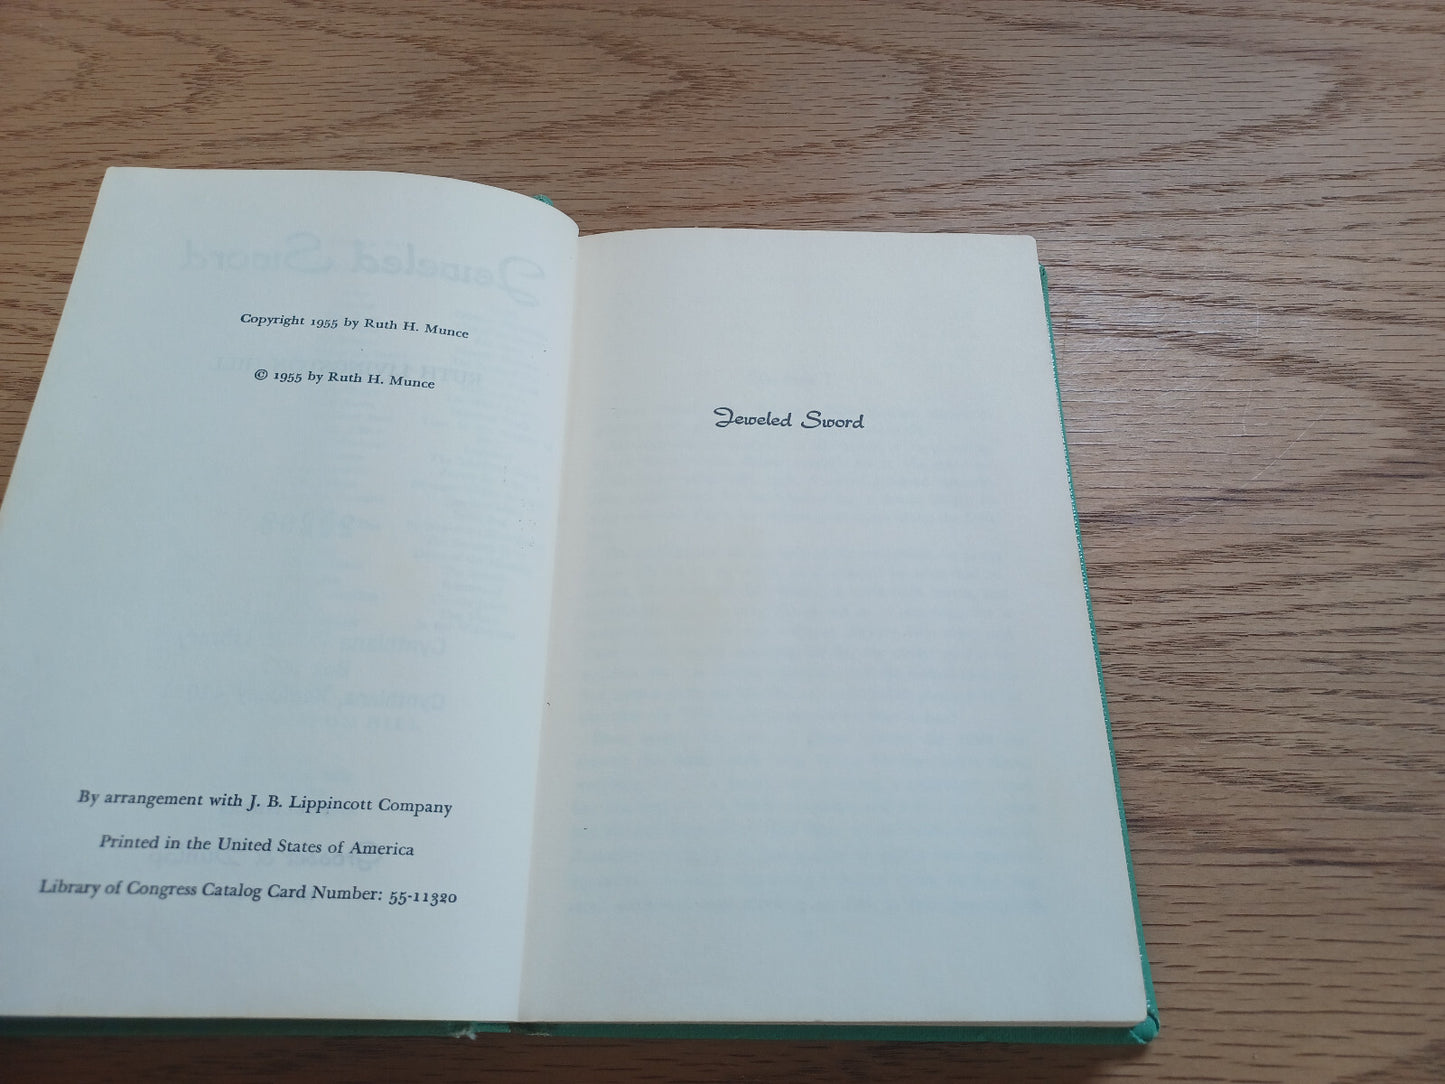 Copyright 1955 by Ruth H. Munce
© 1955 by Ruth H. Munce
By arrangement with J. B. Lippincott Company
Printed in the United States of America
Library of Congress Catalog Card Number: 55-11320
Jeweled Sword